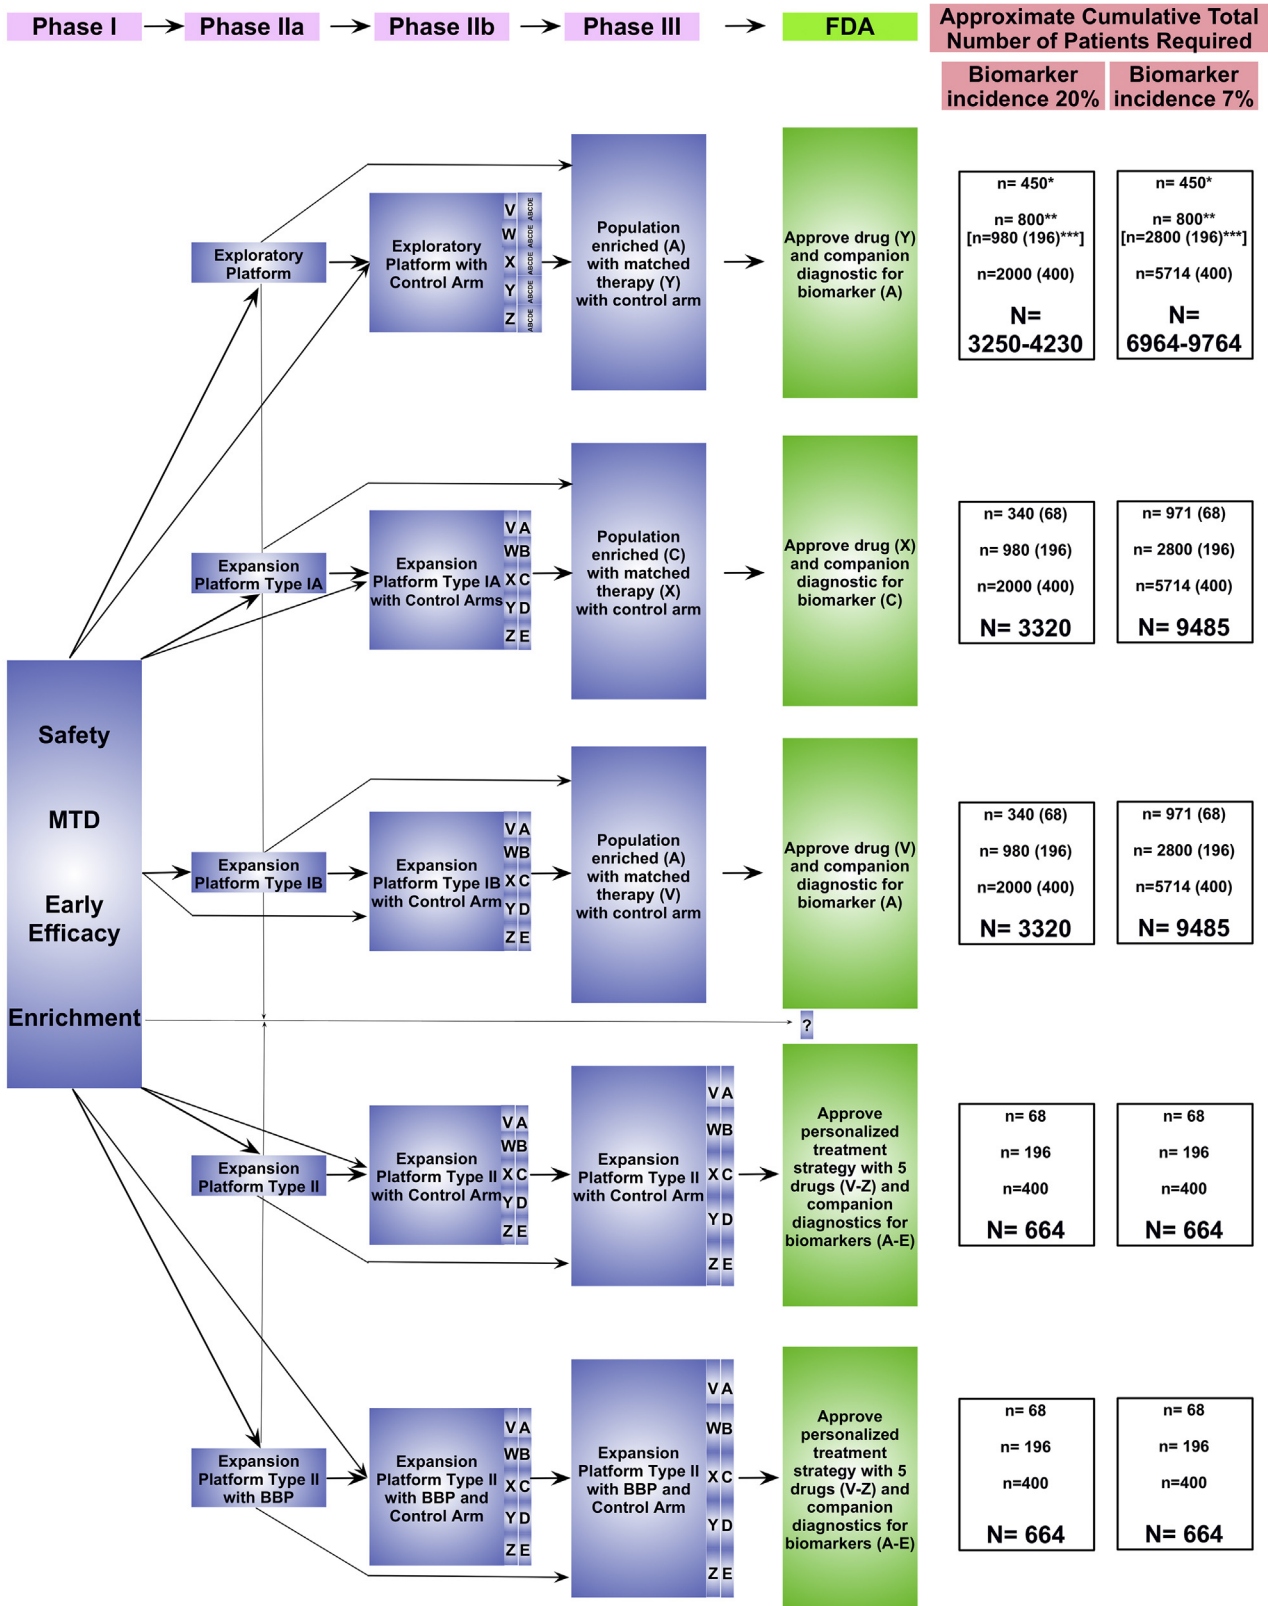 Phase I
Phase IIa
Phase IIb
Phase III
FDA
Approximate Cumulative Total
Number of Patients Required
Biomarker
incidence 20%
Biomarker
incidence 7%
Safety
MTD
Early
Efficacy
Enrichment
Exploratory
Platform
Exploratory
Platform with
Control Arm
V ABCDE
W ABCDE
X ABCDE
Y ABCDE
Z ABCDE
Population
enriched (A)
with matched
therapy (Y)
with control arm
Approve drug (Y)
and companion
diagnostic for
biomarker (A)
n= 450*
n= 800**
[n=980 (196)***]
n=2000 (400)
N=
3250-4230
n= 450*
n= 800**
[n=2800 (196)***]
n=5714 (400)
N=
6964-9764
Expansion
Platform Type IA
Expansion
Platform Type IA
with Control Arms
V A
W B
X C
Y D
Z E
Population
enriched (C)
with matched
therapy (X)
with control arm
Approve drug (X)
and companion
diagnostic for
biomarker (C)
n= 340 (68)
n= 980 (196)
n=2000 (400)
N= 3320
n= 971 (68)
n= 2800 (196)
n=5714 (400)
N= 9485
Expansion
Platform Type IB
Expansion
Platform Type IB
with Control Arm
V A
W B
X C
Y D
Z E
Population
enriched (A)
with matched
therapy (V)
with control arm
Approve drug (V)
and companion
diagnostic for
biomarker (A)
n= 340 (68)
n= 980 (196)
n=2000 (400)
N= 3320
n= 971 (68)
n= 2800 (196)
n=5714 (400)
N= 9485
?
Expansion
Platform Type II
Expansion
Platform Type II
with Control Arm
V A
W B
X C
Y D
Z E
Expansion
Platform Type II
with Control Arm
V A
W B
X C
Y D
Z E
Approve
personalized
treatment
strategy with 5
drugs (V-Z) and
companion
diagnostics for
biomarkers (A-E)
n= 68
n= 196
n=400
N= 664
n= 68
n= 196
n=400
N= 664
Expansion
Platform Type II
with BBP
Expansion
Platform Type II
with BBP and
Control Arm
V A
W B
X C
Y D
Z E
Expansion
Platform Type II
with BBP and
Control Arm
V A
W B
X C
Y D
Z E
Approve
personalized
treatment
strategy with 5
drugs (V-Z) and
companion
diagnostics for
biomarkers (A-E)
n= 68
n= 196
n=400
N= 664
n= 68
n= 196
n=400
N= 664